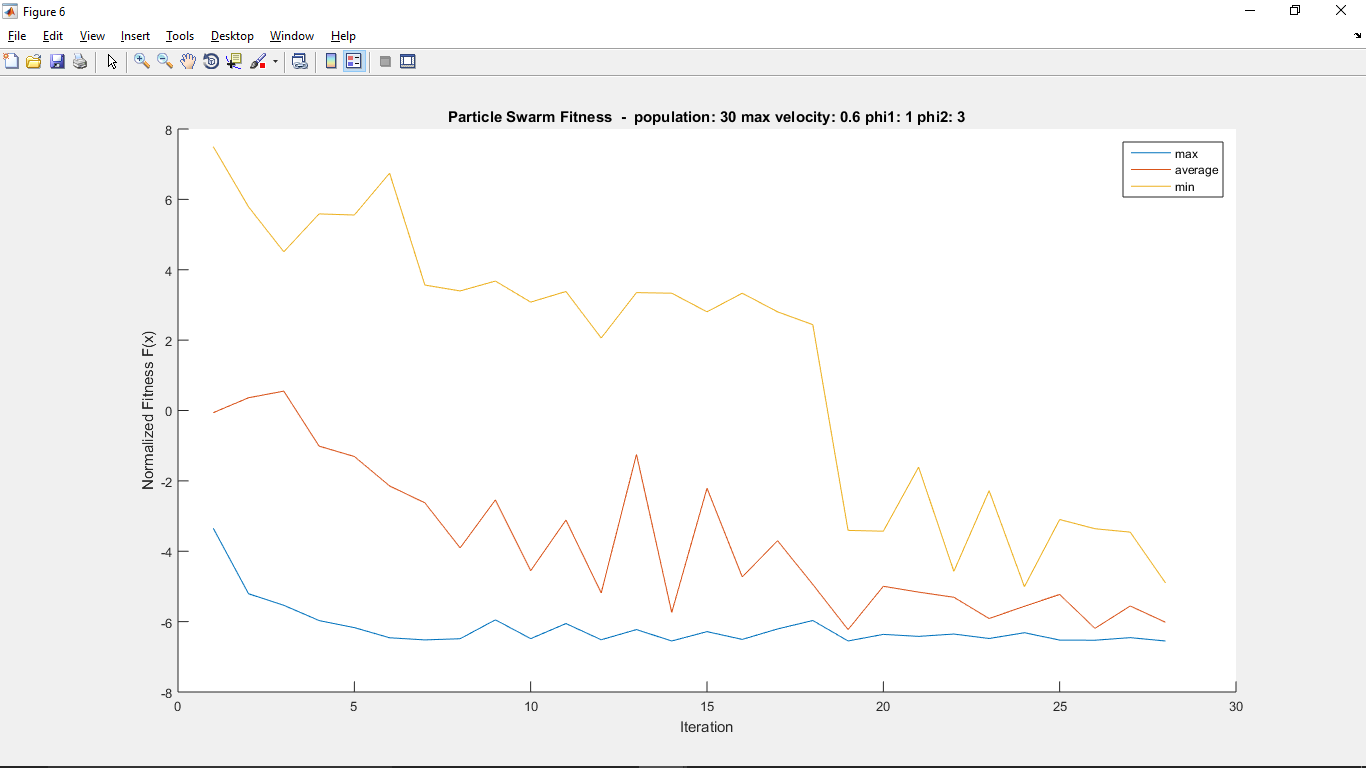 Figure 6
File Edit View Insert Tools Desktop Window Help
Particle Swarm Fitness - population: 30 max velocity: 0.6 phi1: 1 phi2: 3
max
average
min
8
6
4
2
0
-2
-4
-6
-8
Normalized Fitness F(x)
0 5 10 15 20 25 30
Iteration